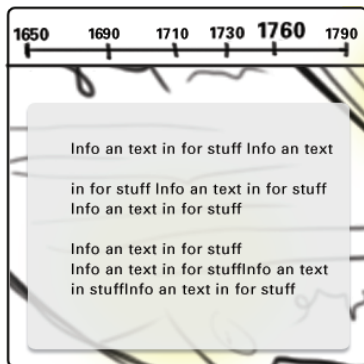 1650 1690 1710 1730 1760 1790
Info an text in for stuff Info an text
in for stuff Info an text in for stuff
Info an text in for stuff
Info an text in for stuff
Info an text in for stuffInfo an text
in stuffInfo an text in for stuff